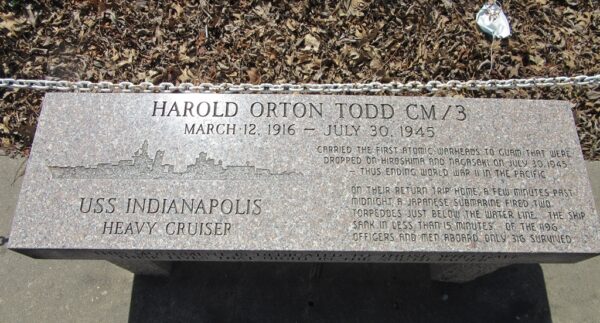 HAROLD ORTON TODD CM/3
MARCH 12, 1916 — JULY 30, 1945
CARRIED THE FIRST ATOMIC WARHEADS TO GUAM THAT WERE
DROPPED ON HIROSHIMA AND NAGASAKI ON JULY 30, 1945
– THUS ENDING WORLD WAR II IN THE PACIFIC
ON THEIR RETURN TRIP HOME, A FEW MINUTES PAST
MIDNIGHT A JAPANESE SUBMARINE FIRED TWO
TORPEDOES JUST BELOW THE WATER LINE. THE SHIP
SANK IN LESS THAN 15 MINUTES. OF THE 1196
OFFICERS AND MEN ABOARD ONLY 316 SURVIVED
USS INDIANAPOLIS
HEAVY CRUISER